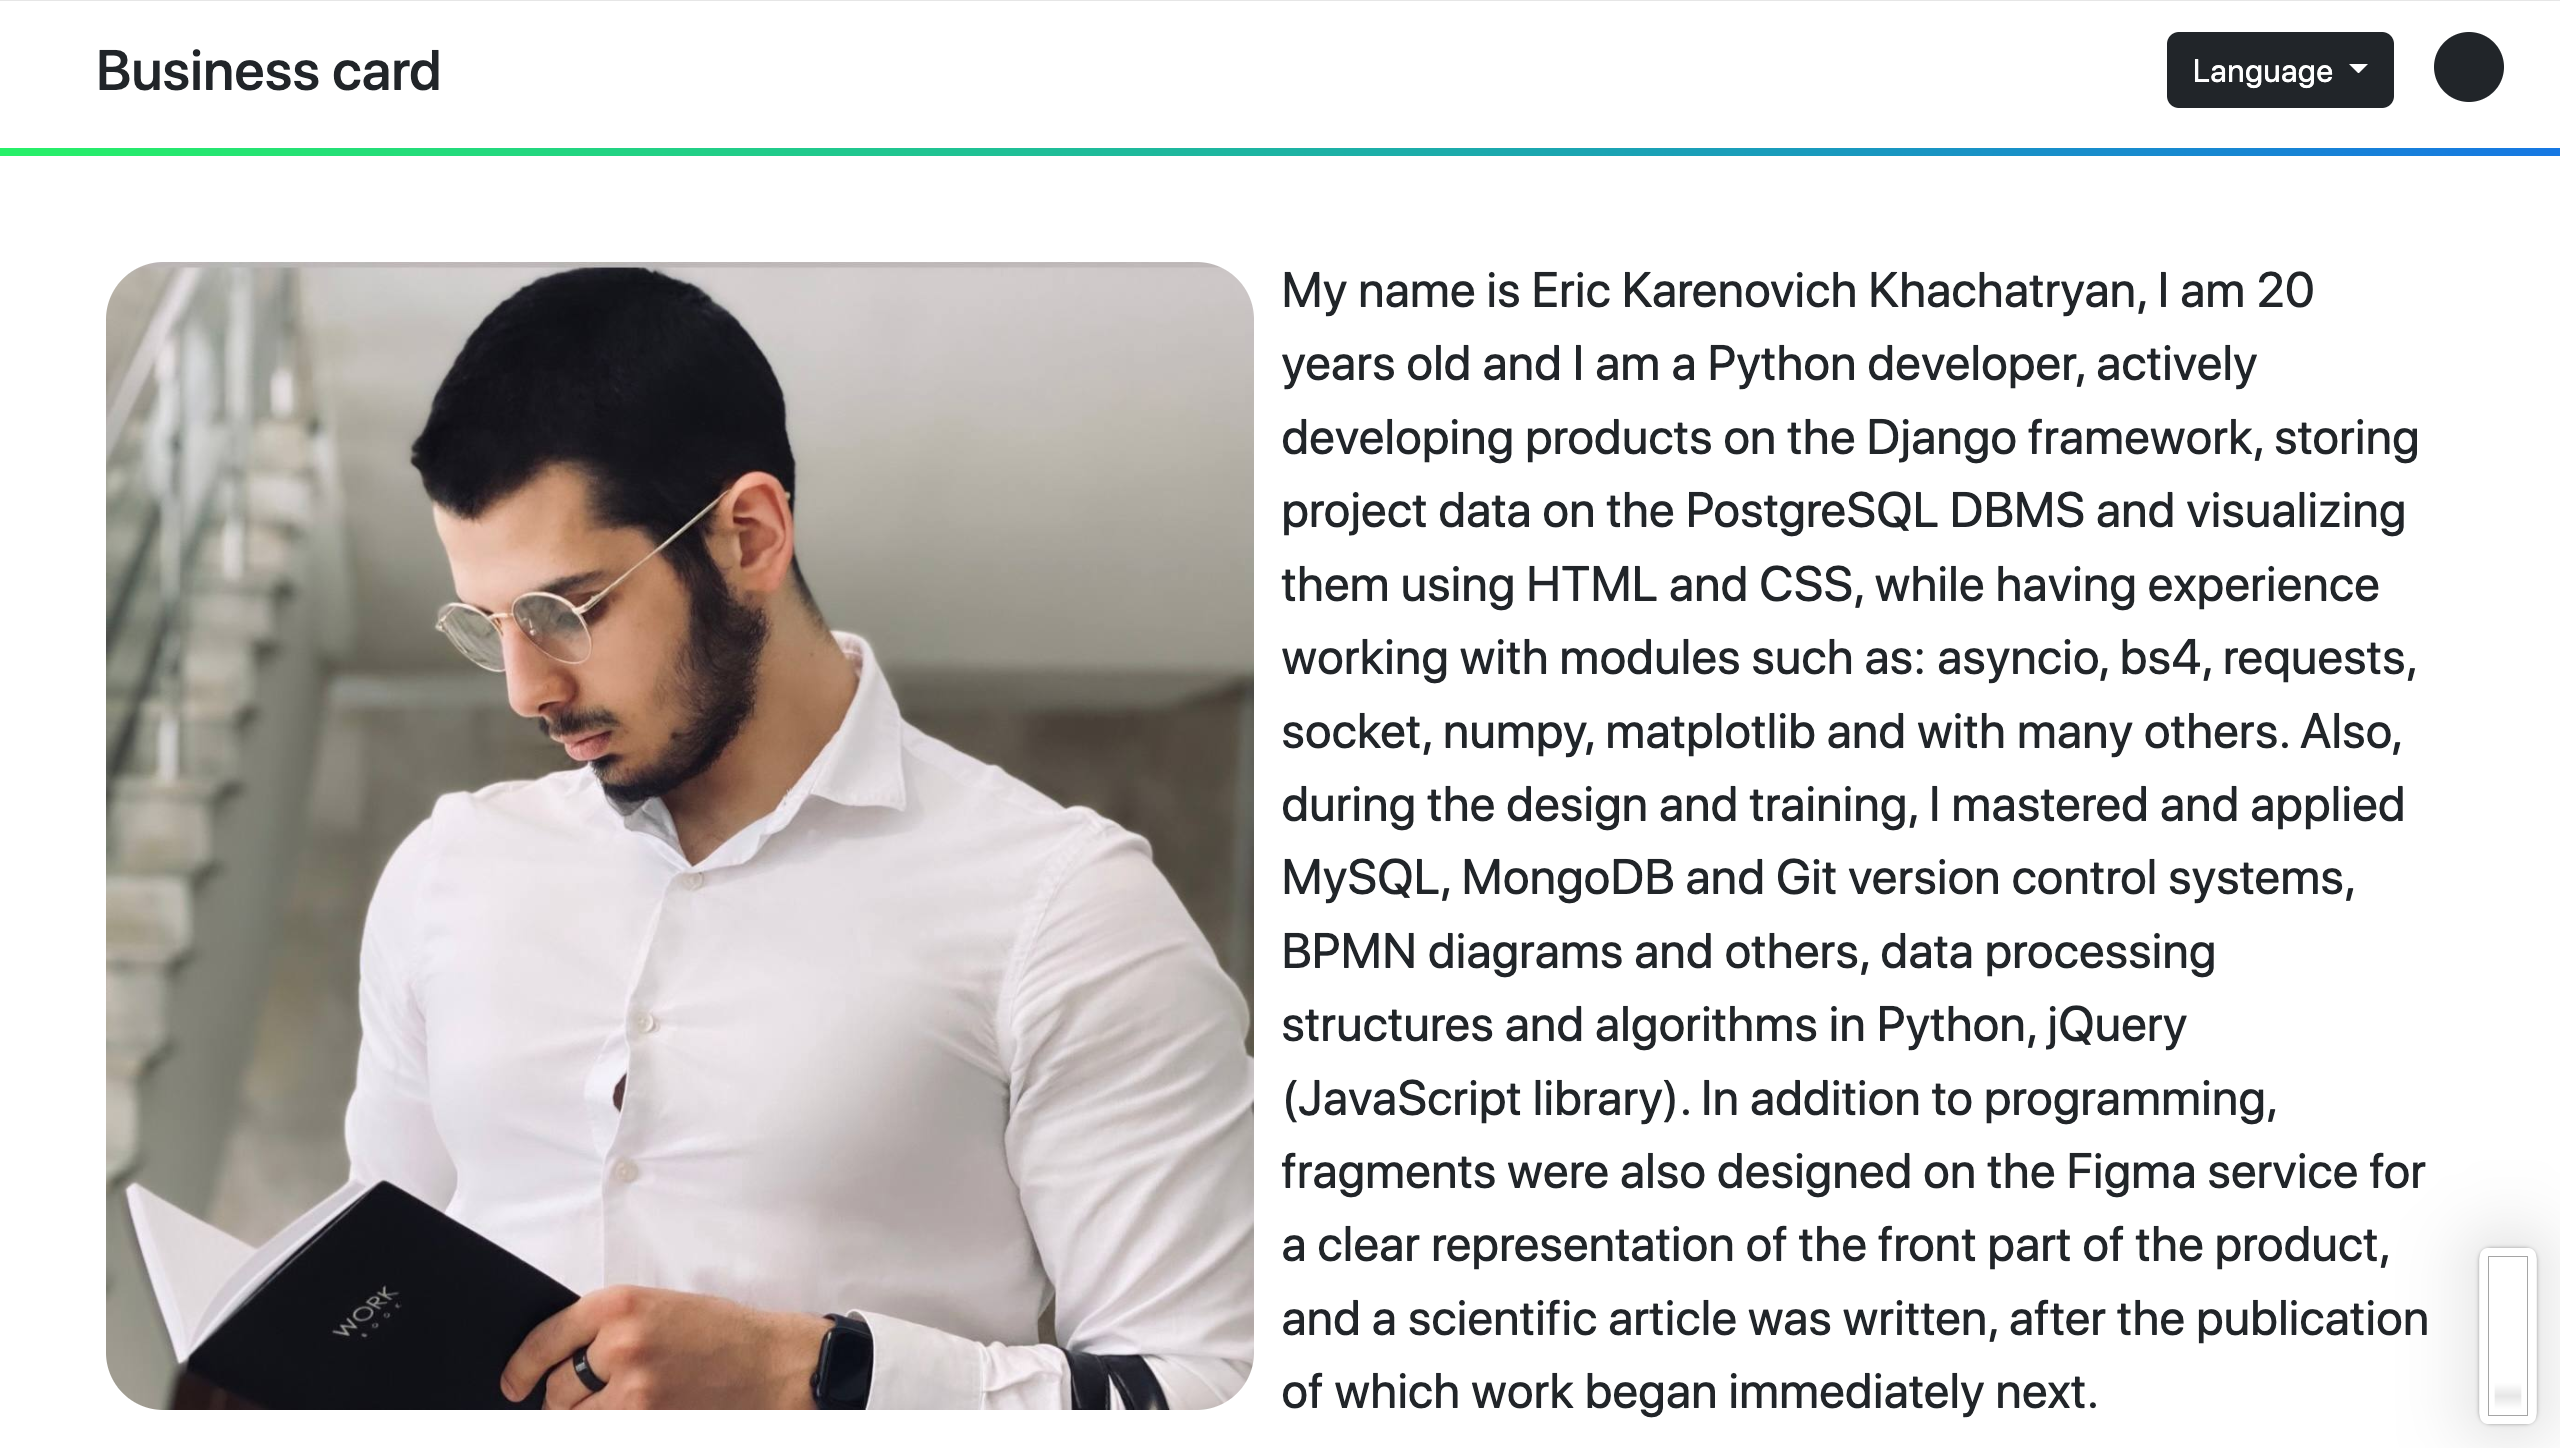 Business card
Language
My name is Eric Karenovich Khachatryan, I am 20
years old and I am a Python developer, actively
developing products on the Django framework, storing
project data on the PostgreSQL DBMS and visualizing
them using HTML and CSS, while having experience
working with modules such as: asyncio, bs4, requests,
socket, numpy, matplotlib and with many others. Also,
during the design and training, I mastered and applied
MySQL, MongoDB and Git version control systems,
BPMN diagrams and others, data processing
structures and algorithms in Python, jQuery
(JavaScript library). In addition to programming,
fragments were also designed on the Figma service for
a clear representation of the front part of the product,
and a scientific article was written, after the publication
of which work began immediately next.
WORK
BOOK